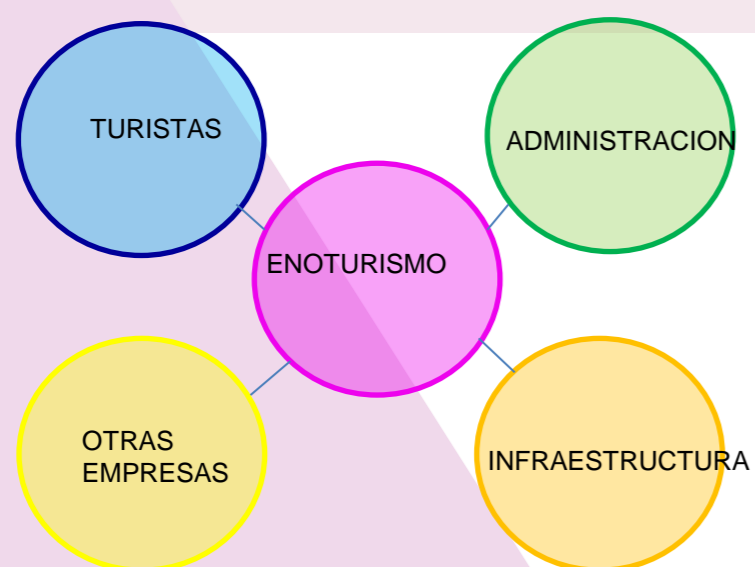 TURISTAS
ADMINISTRACION
ENOTURISMO
OTRAS
EMPRESAS
INFRAESTRUCTURA